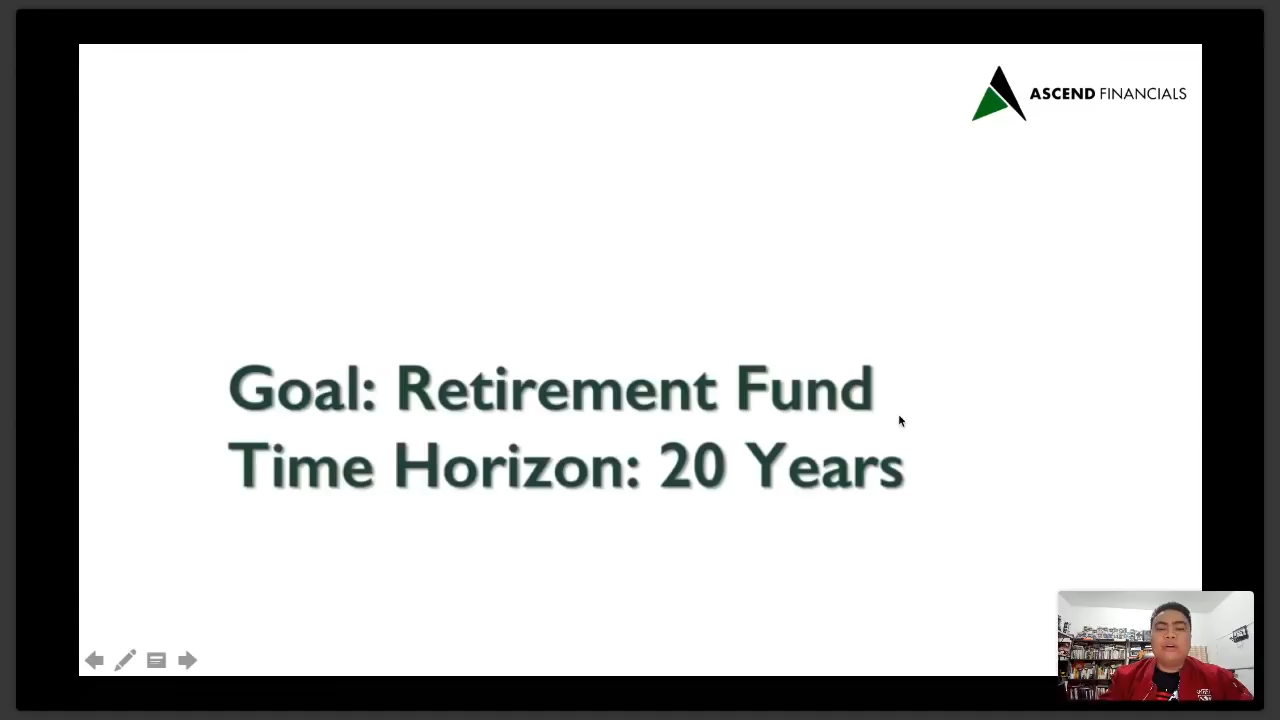 ASCEND FINANCIALS
Goal: Retirement Fund
Time Horizon: 20 Years